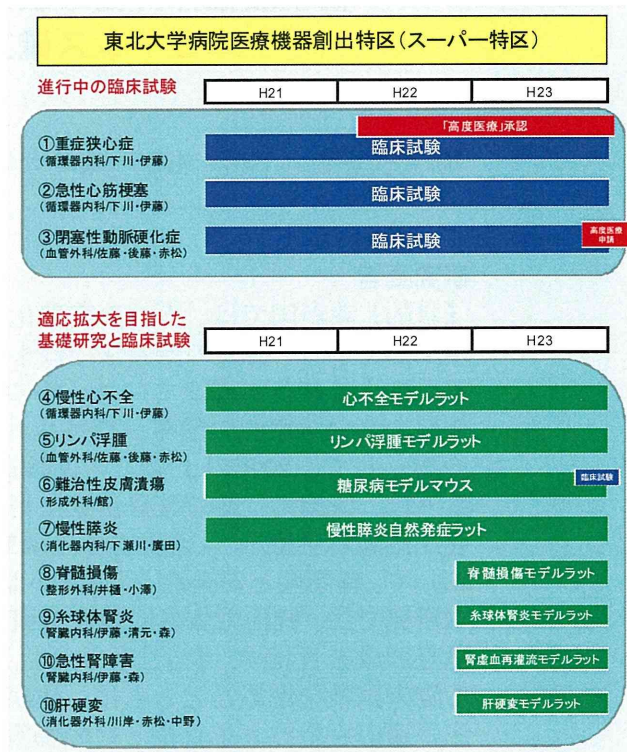 東北大学病院医療機器創出特区(スーパー特区)
進行中の臨床試験
H21 H22 H23
「高度医療」承認
①重症狭心症
臨床試験
(循環器内科/下川・伊藤)
②急性心筋梗塞
臨床試験
(循環器内科/下川・伊藤)
③閉塞性動脈硬化症
臨床試験
高度医療
申請
(血管外科/佐藤・後藤・赤松)
適応拡大を目指した
基礎研究と臨床試験
H21 H22 H23
④慢性心不全
心不全モデルラット
(循環器内科/下川・伊藤)
⑤リンパ浮腫
リンパ浮腫モデルラット
(血管外科/佐藤・後藤・赤松)
⑥難治性皮膚潰瘍
糖尿病モデルマウス
臨床試験
(形成外科/館)
⑦慢性膵炎
慢性膵炎自然発症ラット
(消化器内科/下瀬川・廣田)
⑧脊髄損傷
脊髄損傷モデルラット
(整形外科/井樋・小澤)
⑨糸球体腎炎
糸球体腎炎モデルラット
(腎臓内科/伊藤・清元・森)
⑩急性腎障害
腎虚血再灌流モデルラット
(腎臓内科/伊藤・森)
⑩肝硬変
肝硬変モデルラット
(消化器外科/川岸・赤松・中野)